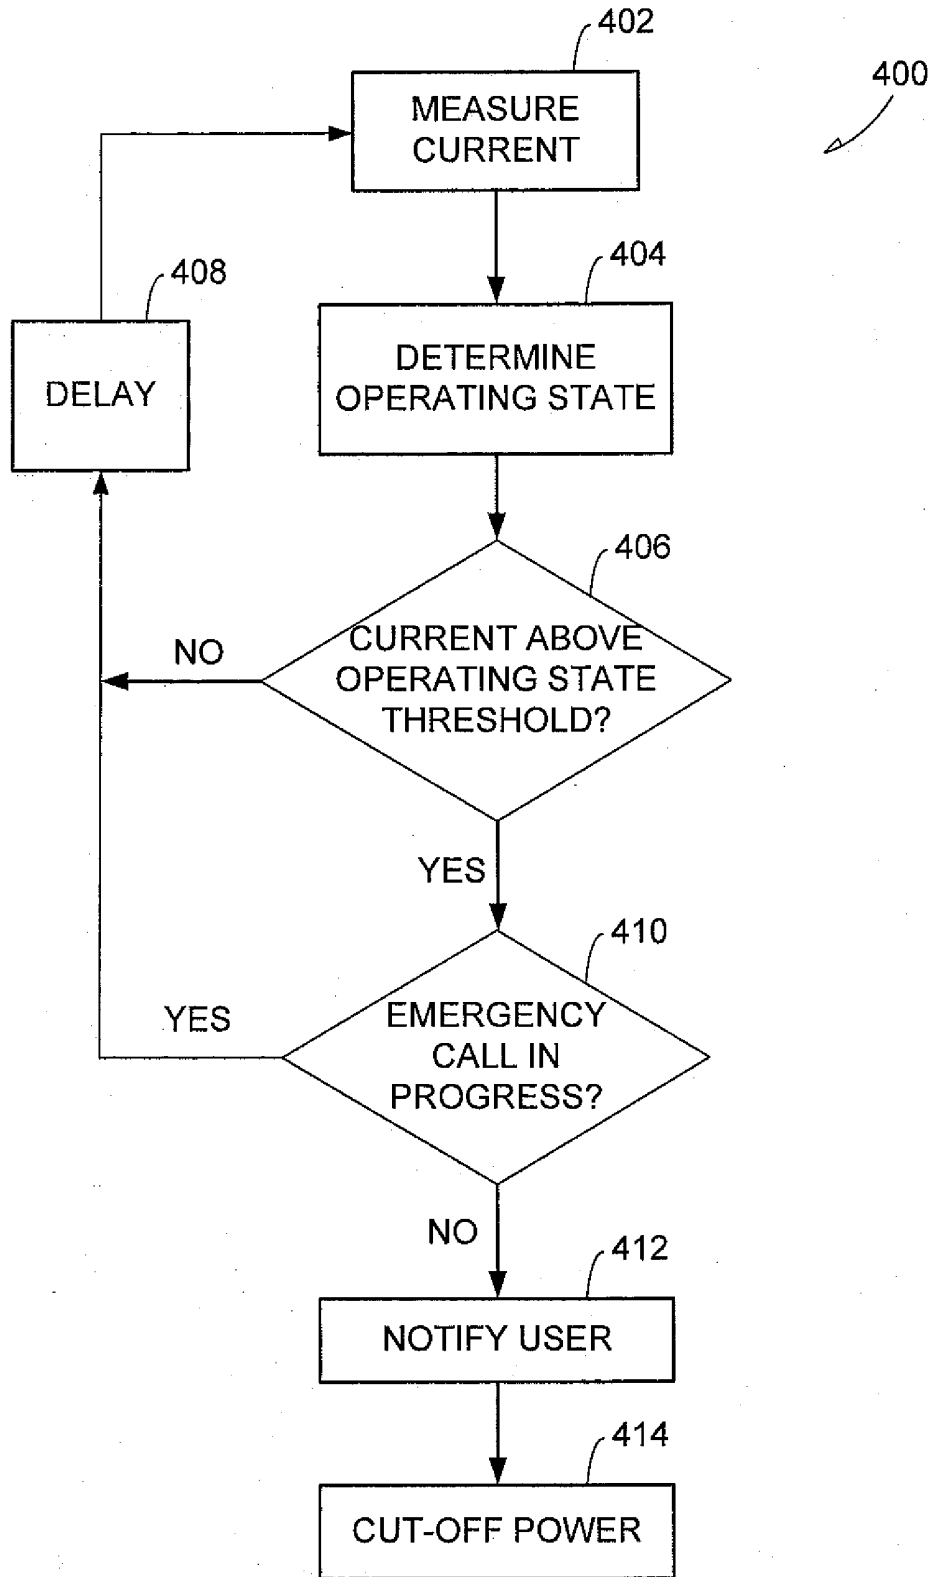 402
400
MEASURE
CURRENT
404
408
DETERMINE
OPERATING STATE
DELAY
406
CURRENT ABOVE
OPERATING STATE
THRESHOLD?
NO
YES
410
EMERGENCY
CALL IN
PROGRESS?
YES
NO
412
NOTIFY USER
414
CUT-OFF POWER